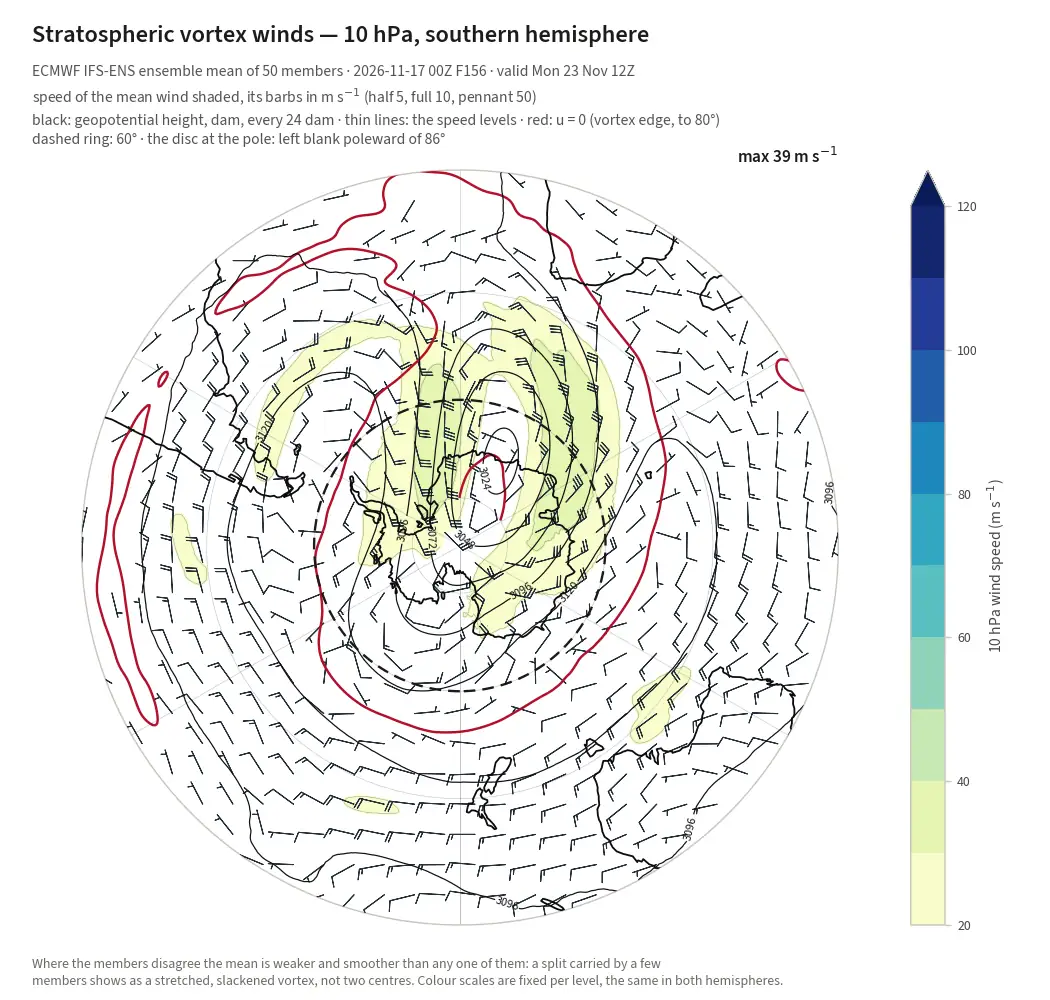 Stratospheric vortex winds — 10 hPa, southern hemisphere
ECMWF IFS-ENS ensemble mean of 50 members · 2026-11-17 00Z F156 · valid Mon 23 Nov 12Z
speed of the mean wind shaded, its barbs in m s⁻¹ (half 5, full 10, pennant 50)
black: geopotential height, dam, every 24 dam · thin lines: the speed levels · red: u = 0 (vortex edge, to 80°)
dashed ring: 60° · the disc at the pole: left blank poleward of 86°
max 39 m s⁻¹
120
100
80
60
40
20
10 hPa wind speed (m s⁻¹)
3120
3024
3096
3072
3048
3096
3120
3096
3096
Where the members disagree the mean is weaker and smoother than any one of them: a split carried by a few
members shows as a stretched, slackened vortex, not two centres. Colour scales are fixed per level, the same in both hemispheres.